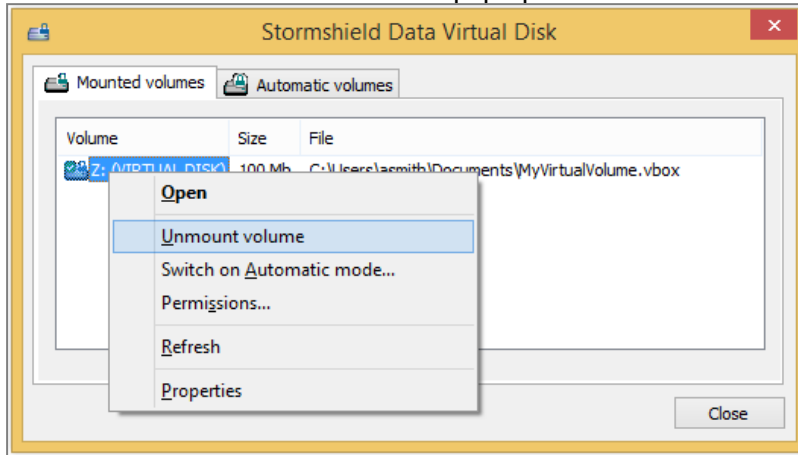 Stormshield Data Virtual Disk
Mounted volumes Automatic volumes
Volume Size File
Z: (VIRTUAL DISK) 100 Mb C:\Users\asmith\Documents\MyVirtualVolume.vbox
Open
Unmount volume
Switch on Automatic mode...
Permissions...
Refresh
Properties
Close